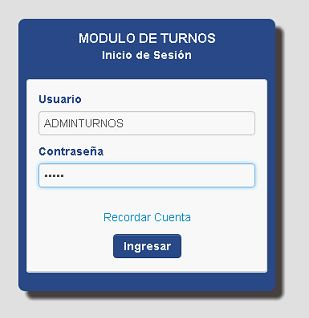 MODULO DE TURNOS
Inicio de Sesión
Usuario
ADMINTURNOS
Contraseña
•••••
Recordar Cuenta
Ingresar